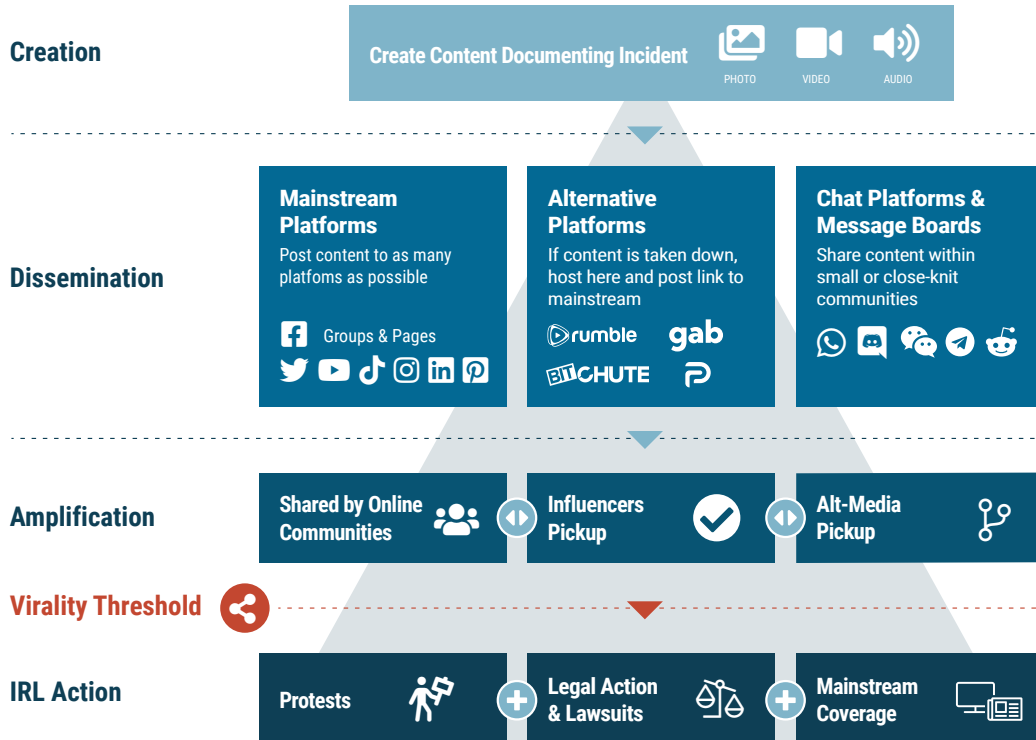 Creation
Create Content Documenting Incident
PHOTO
VIDEO
AUDIO
Dissemination
Mainstream
Platforms
Post content to as many
platfoms as possible
Groups & Pages
Alternative
Platforms
If content is taken down,
host here and post link to
mainstream
rumble
gab
BITCHUTE
Chat Platforms &
Message Boards
Share content within
small or close-knit
communities
Amplification
Shared by Online
Communities
Influencers
Pickup
Alt-Media
Pickup
Virality Threshold
IRL Action
Protests
Legal Action
& Lawsuits
Mainstream
Coverage